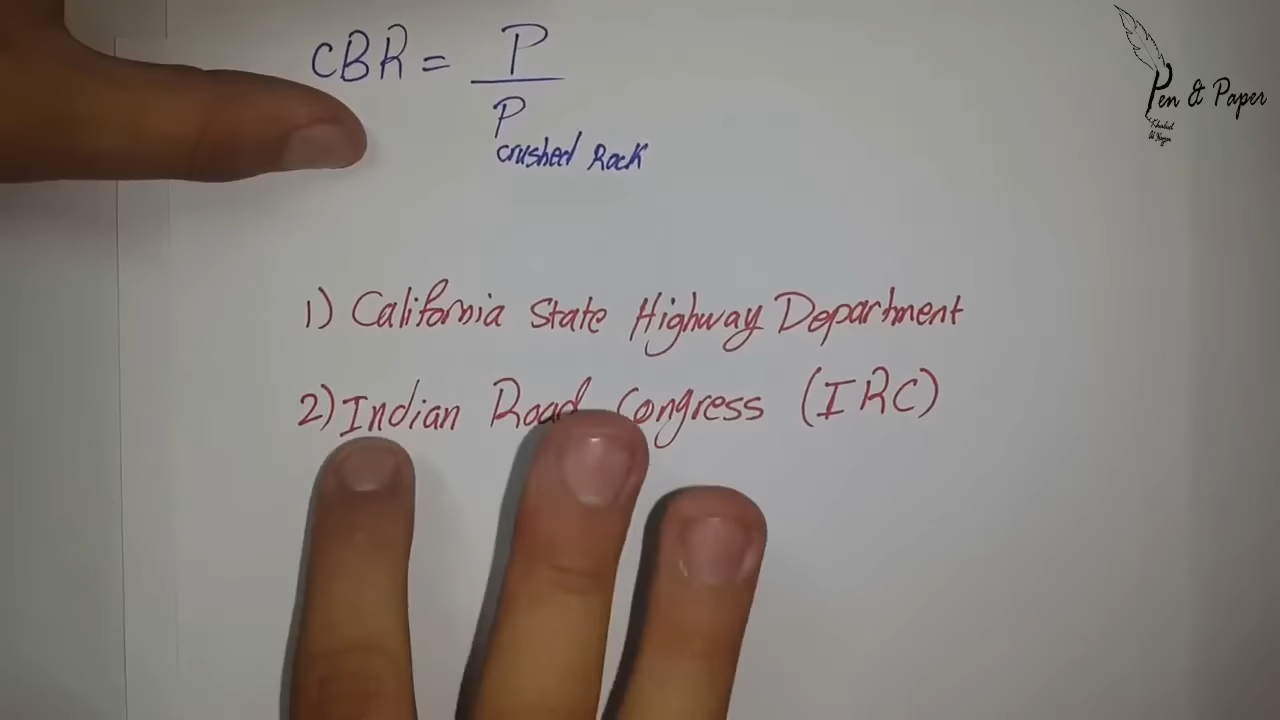 CBR = P
P
crushed Rock
1) California State Highway Department
2) Indian Road Congress (IRC)
Pen & Paper